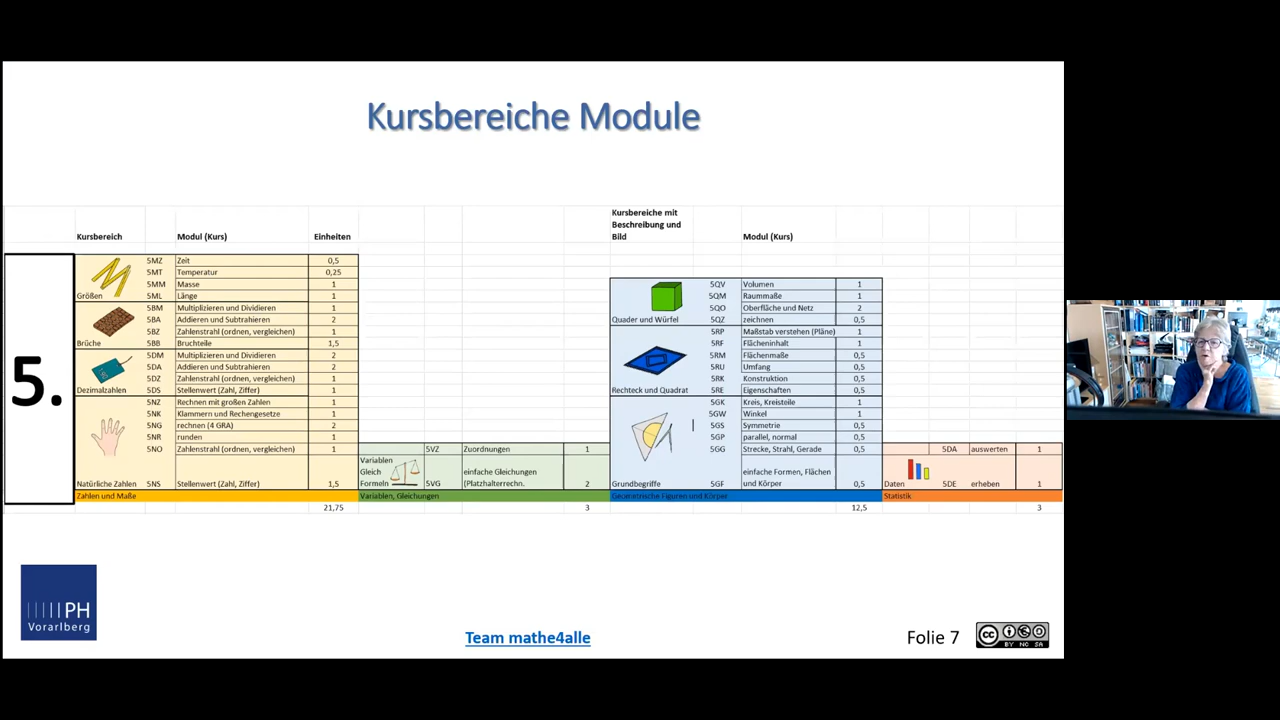 Kursbereiche Module
Kursbereich Modul (Kurs) Einheiten
Kursbereiche mit
Beschreibung und
Bild
Modul (Kurs)
5.
5MZ Zeit 0,5
5MT Temperatur 0,25
5MM Masse 1
Größen 5ML Länge 1
5BM Multiplizieren und Dividieren 1
5BA Addieren und Subtrahieren 2
5BZ Zahlenstrahl (ordnen, vergleichen) 1
Brüche 5BB Bruchteile 1,5
5DM Multiplizieren und Dividieren 2
5DA Addieren und Subtrahieren 2
5DZ Zahlenstrahl (ordnen, vergleichen) 1
Dezimalzahlen 5DS Stellenwert (Zahl, Ziffer) 1
5NZ Rechnen mit großen Zahlen 1
5NK Klammern und Rechengesetze 1
5NG rechnen (4 GRA) 2
5NR runden 1
5NO Zahlenstrahl (ordnen, vergleichen) 1
Natürliche Zahlen 5NS Stellenwert (Zahl, Ziffer) 1,5
Zahlen und Maße
21,75
5VZ Zuordnungen 1
Variablen
Gleich
Formeln 5VG
einfache Gleichungen
(Platzhalterrechn. 2
Variablen, Gleichungen
3
5QV Volumen 1
5QM Raummaße 1
5QO Oberfläche und Netz 2
Quader und Würfel 5QZ zeichnen 0,5
5RP Maßstab verstehen (Pläne) 1
5RF Flächeninhalt 1
5RM Flächenmaße 0,5
5RU Umfang 0,5
5RK Konstruktion 0,5
Rechteck und Quadrat 5RE Eigenschaften 0,5
5GK Kreis, Kreisteile 1
5GW Winkel 1
5GS Symmetrie 0,5
5GP parallel, normal 0,5
5GG Strecke, Strahl, Gerade 0,5
einfache Formen, Flächen
Grundbegriffe 5GF und Körper 0,5
Geometrische Figuren und Körper
12,5
5DA auswerten 1
Daten 5DE erheben 1
Statistik
3
PH
Vorarlberg
Team mathe4alle
Folie 7
cc
BY NC SA